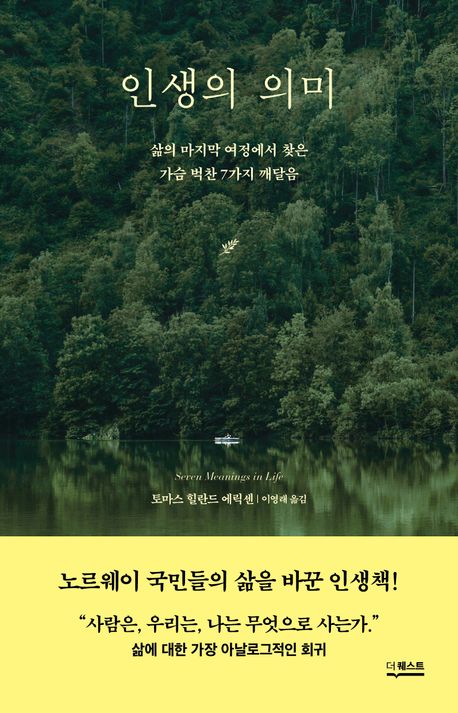 인생의 의미
삶의 마지막 여정에서 찾은
가슴 벅찬 7가지 깨달음
Seven Meanings in Life
토마스 힐란드 에릭센 | 이영래 옮김
노르웨이 국민들의 삶을 바꾼 인생책!
“사람은, 우리는, 나는 무엇으로 사는가.”
삶에 대한 가장 아날로그적인 회귀
더 퀘스트